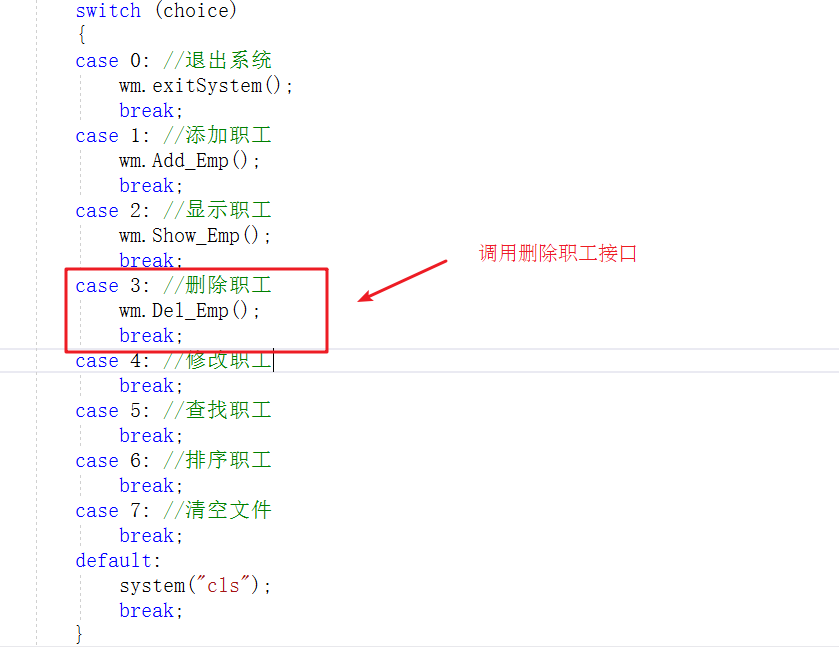 switch (choice)
{
case 0: //退出系统
wm.exitSystem();
break;
case 1: //添加职工
wm.Add_Emp();
break;
case 2: //显示职工
wm.Show_Emp();
break;
调用删除职工接口
case 3: //删除职工
wm.Del_Emp();
break;
case 4: //修改职工
break;
case 5: //查找职工
break;
case 6: //排序职工
break;
case 7: //清空文件
break;
default:
system("cls");
break;
}